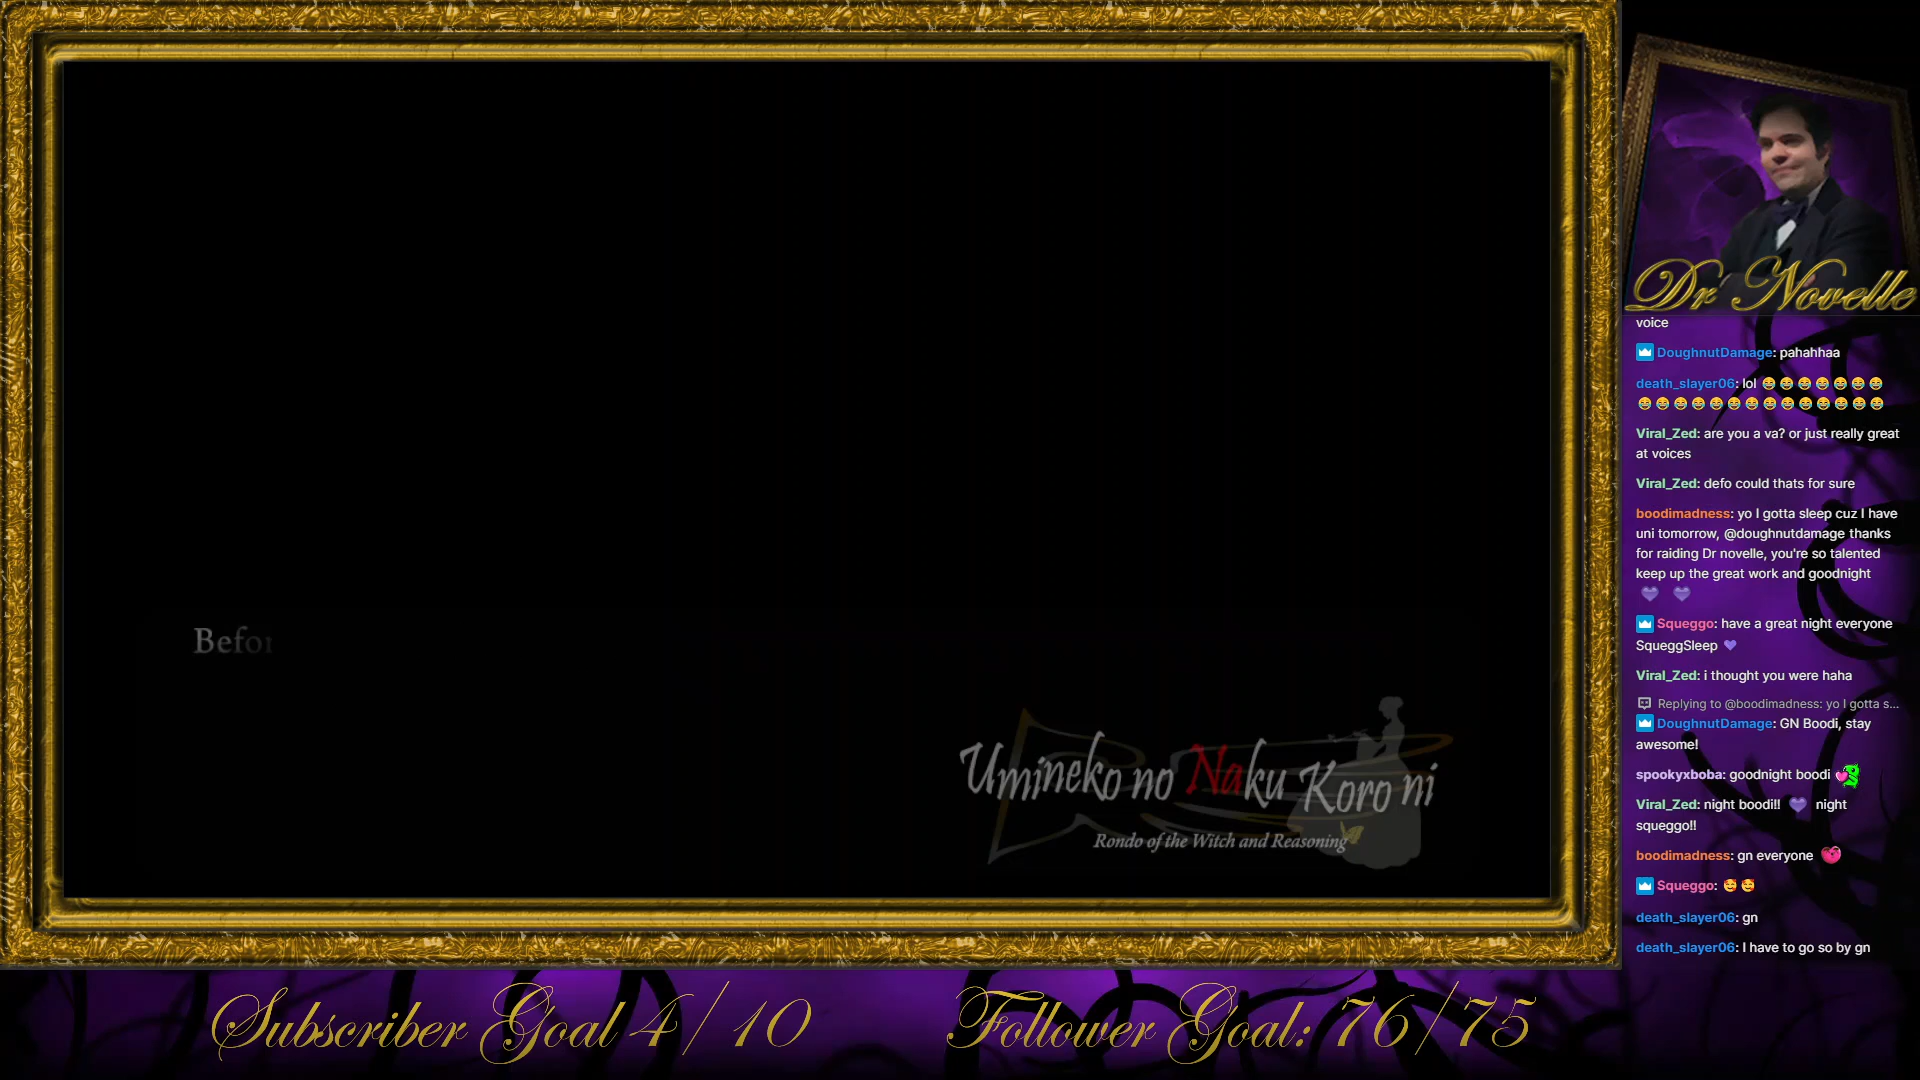 Befor
Umineko no Naku Koro ni
Rondo of the Witch and Reasoning
Dr Novelle
voice
DoughnutDamage: pahahhaa
death_slayer06: lol 😂😂😂😂😂😂😂
😂😂😂😂😂😂😂😂😂😂😂😂😂😂
Viral_Zed: are you a va? or just really great
at voices
Viral_Zed: defo could thats for sure
boodimadness: yo I gotta sleep cuz I have
uni tomorrow, @doughnutdamage thanks
for raiding Dr novelle, you're so talented
keep up the great work and goodnight
💜 💜
Squeggo: have a great night everyone
SqueggSleep 💜
Viral_Zed: i thought you were haha
Replying to @boodimadness: yo I gotta s...
DoughnutDamage: GN Boodi, stay
awesome!
spookyxboba: goodnight boodi
Viral_Zed: night boodi!! 💜 night
squeggo!!
boodimadness: gn everyone
Squeggo: 🥰🥰
death_slayer06: gn
death_slayer06: I have to go so by gn
Subscriber Goal 4/10
Follower Goal: 76/75